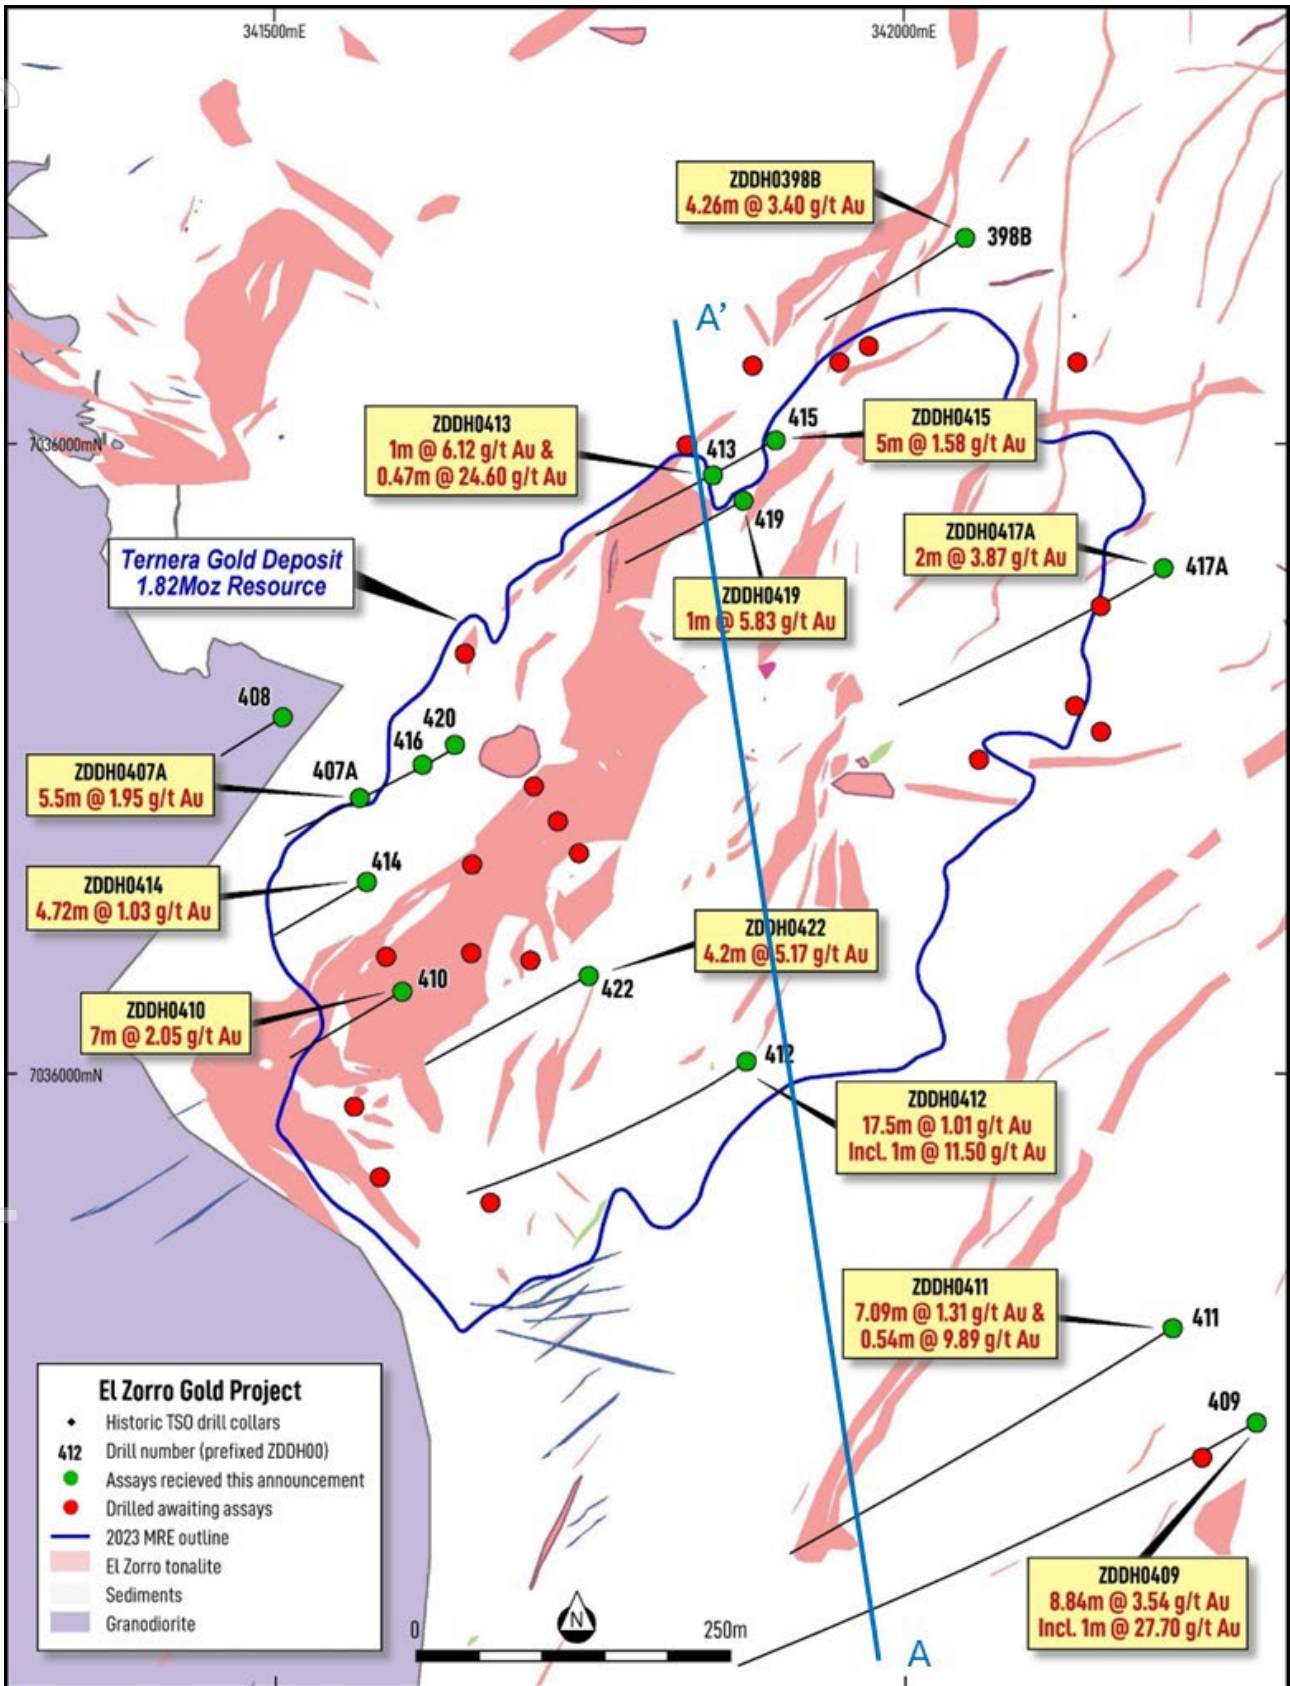 341500mE
342000mE
ZDDH0398B
4.26m @ 3.40 g/t Au
398B
A'
ZDDH0413
1m @ 6.12 g/t Au &
0.47m @ 24.60 g/t Au
413
415
ZDDH0415
5m @ 1.58 g/t Au
7036000mN
419
ZDDH0417A
2m @ 3.87 g/t Au
417A
Ternera Gold Deposit
1.82Moz Resource
ZDDH0419
1m @ 5.83 g/t Au
408
420
416
407A
ZDDH0407A
5.5m @ 1.95 g/t Au
414
ZDDH0414
4.72m @ 1.03 g/t Au
ZDDH0422
4.2m @ 5.17 g/t Au
410
422
ZDDH0410
7m @ 2.05 g/t Au
412
7036000mN
ZDDH0412
17.5m @ 1.01 g/t Au
Incl. 1m @ 11.50 g/t Au
ZDDH0411
7.09m @ 1.31 g/t Au &
0.54m @ 9.89 g/t Au
411
409
El Zorro Gold Project
Historic TSO drill collars
412 Drill number (prefixed ZDDH00)
Assays recieved this announcement
Drilled awaiting assays
2023 MRE outline
El Zorro tonalite
Sediments
Granodiorite
ZDDH0409
8.84m @ 3.54 g/t Au
Incl. 1m @ 27.70 g/t Au
N
0 250m
A